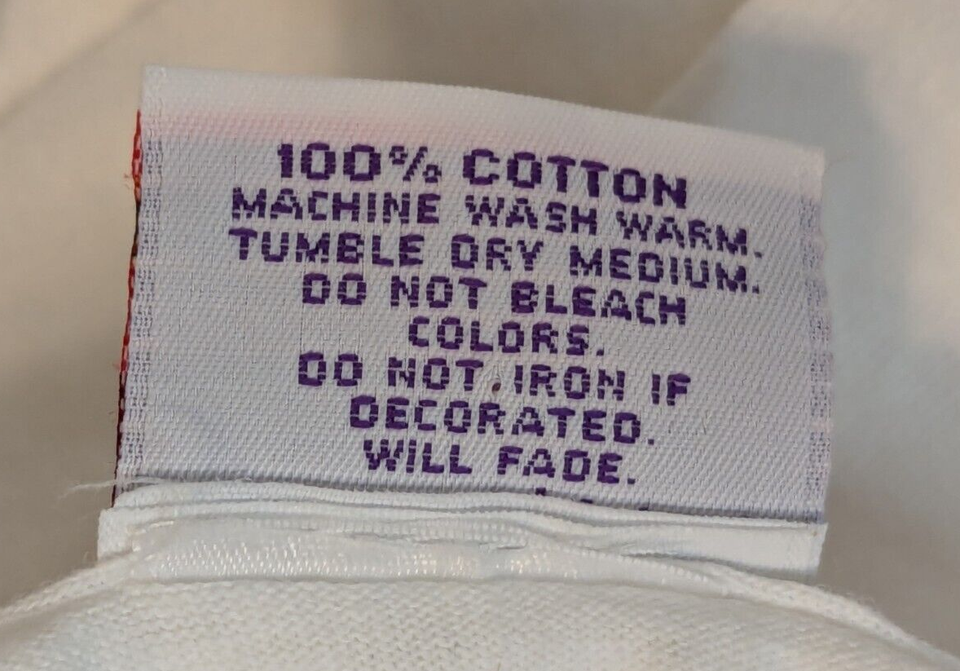 100% COTTON
MACHINE WASH WARM.
TUMBLE DRY MEDIUM.
DO NOT BLEACH
COLORS.
DO NOT IRON IF
DECORATED.
WILL FADE.